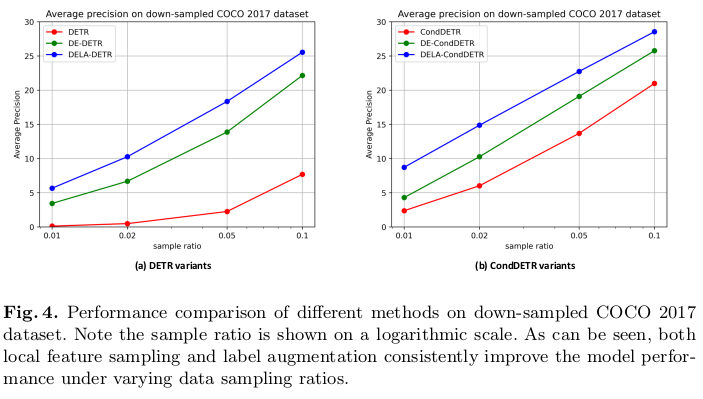 Average precision on down-sampled COCO 2017 dataset
30
25
20
15
10
5
0
Average Precision
DETR
DE-DETR
DELA-DETR
0.01
0.02
0.05
0.1
sample ratio
(a) DETR variants
Average precision on down-sampled COCO 2017 dataset
30
25
20
15
10
5
0
Average Precision
CondDETR
DE-CondDETR
DELA-CondDETR
0.01
0.02
0.05
0.1
sample ratio
(b) CondDETR variants
Fig. 4. Performance comparison of different methods on down-sampled COCO 2017
dataset. Note the sample ratio is shown on a logarithmic scale. As can be seen, both
local feature sampling and label augmentation consistently improve the model perfor-
mance under varying data sampling ratios.